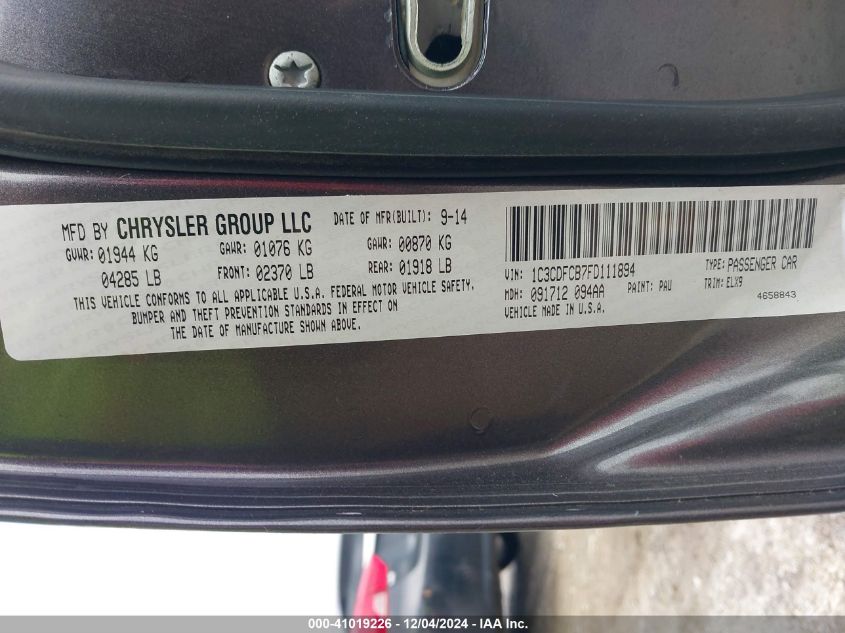 MFD BY CHRYSLER GROUP LLC DATE OF MFR(BUILT): 9-14
GVWR: 01944 KG GAWR: 01076 KG GAWR: 00870 KG
04285 LB FRONT: 02370 LB REAR: 01918 LB
THIS VEHICLE CONFORMS TO ALL APPLICABLE U.S.A. FEDERAL MOTOR VEHICLE SAFETY,
BUMPER AND THEFT PREVENTION STANDARDS IN EFFECT ON
THE DATE OF MANUFACTURE SHOWN ABOVE.
VIN: 1C3CDFCB7FD111894 TYPE: PASSENGER CAR
MDH: 091712 094AA PAINT: PAU TRIM: ELX9
VEHICLE MADE IN U.S.A. 4658843
000-41019226 - 12/04/2024 - IAA Inc.